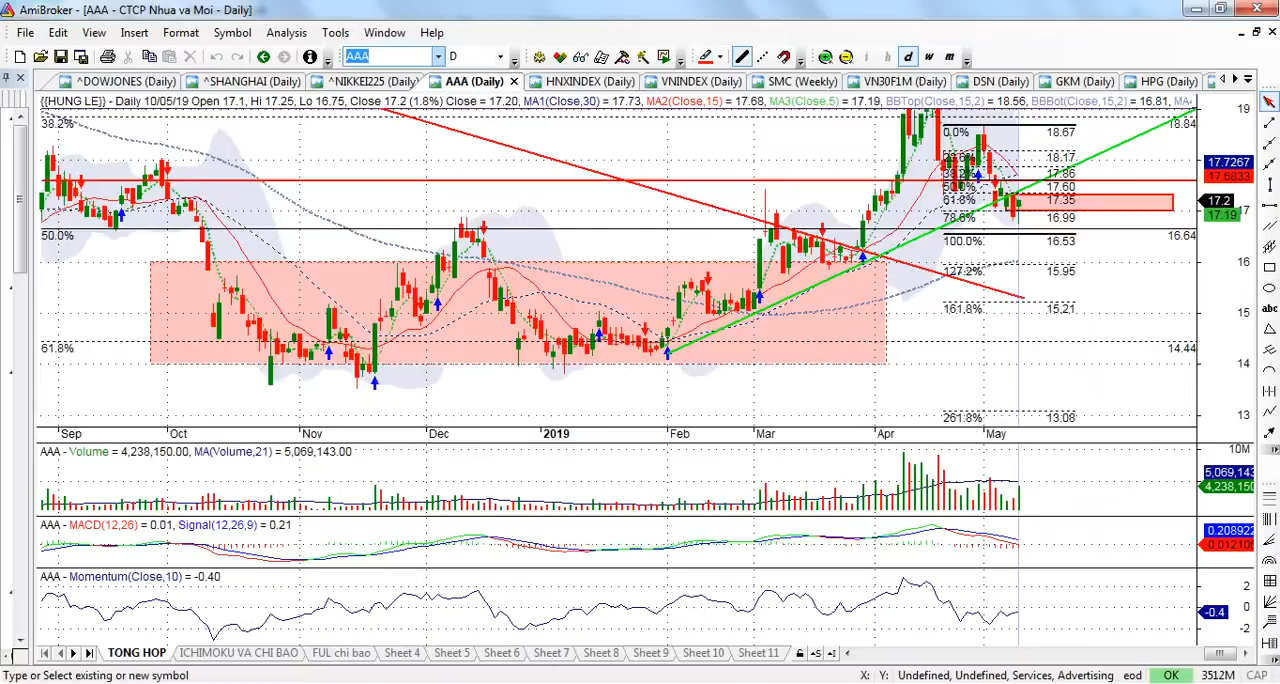 AmiBroker - [AAA - CTCP Nhua va Moi - Daily]
File Edit View Insert Format Symbol Analysis Tools Window Help
AAA D i h d w m
^DOWJONES (Daily) ^SHANGHAI (Daily) ^NIKKEI225 (Daily) AAA (Daily) HNXINDEX (Daily) VNINDEX (Daily) SMC (Weekly) VN30F1M (Daily) DSN (Daily) GKM (Daily) HPG (Daily)
{{HUNG LE}} - Daily 10/05/19 Open 17.1, Hi 17.25, Lo 16.75, Close 17.2 (1.8%) Close = 17.20, MA1(Close,30) = 17.73, MA2(Close,15) = 17.68, MA3(Close,5) = 17.19, BBTop(Close,15,2) = 18.56, BBBot(Close,15,2) = 16.81, MA4
19
38.2% 18.84
0.0% 18.67
23.6% 18.17
17.7267
38.2% 17.86
17.6833
50.0% 17.60
61.8% 17.35
17.2
78.6% 16.99
17.19 17
50.0% 16.64
100.0% 16.53
16
127.2% 15.95
161.8% 15.21
15
61.8% 14.44
14
261.8% 13.08
13
Sep Oct Nov Dec 2019 Feb Mar Apr May
AAA - Volume = 4,238,150.00, MA(Volume,21) = 5,069,143.00
10M
5,069,143
4,238,150
AAA - MACD(12,26) = 0.01, Signal(12,26,9) = 0.21
0.208922
0.012106
AAA - Momentum(Close,10) = -0.40
2
0
-0.4
-2
TONG HOP ICHIMOKU VA CHI BAO FUL chi bao Sheet 4 Sheet 5 Sheet 6 Sheet 7 Sheet 8 Sheet 9 Sheet 10 Sheet 11
Type or Select existing or new symbol X: Y: Undefined, Undefined, Services, Advertising eod OK 3512M CAP
abc